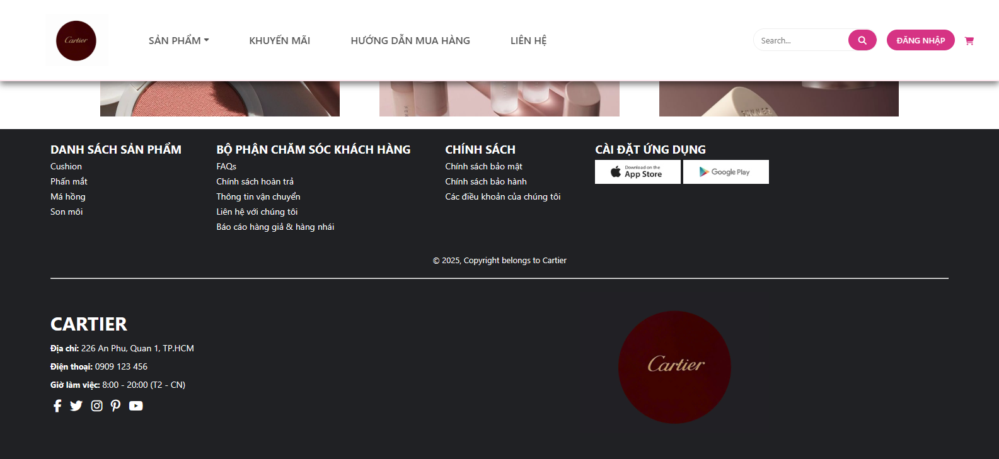 Cartier
SẢN PHẨM
KHUYẾN MÃI
HƯỚNG DẪN MUA HÀNG
LIÊN HỆ
Search...
ĐĂNG NHẬP
DANH SÁCH SẢN PHẨM
Cushion
Phấn mắt
Má hồng
Son môi
BỘ PHẬN CHĂM SÓC KHÁCH HÀNG
FAQs
Chính sách hoàn trả
Thông tin vận chuyển
Liên hệ với chúng tôi
Báo cáo hàng giả & hàng nhái
CHÍNH SÁCH
Chính sách bảo mật
Chính sách bảo hành
Các điều khoản của chúng tôi
CÀI ĐẶT ỨNG DỤNG
Download on the
App Store
Google Play
© 2025, Copyright belongs to Cartier
CARTIER
Địa chỉ: 226 An Phu, Quan 1, TP.HCM
Điện thoại: 0909 123 456
Giờ làm việc: 8:00 - 20:00 (T2 - CN)
Cartier